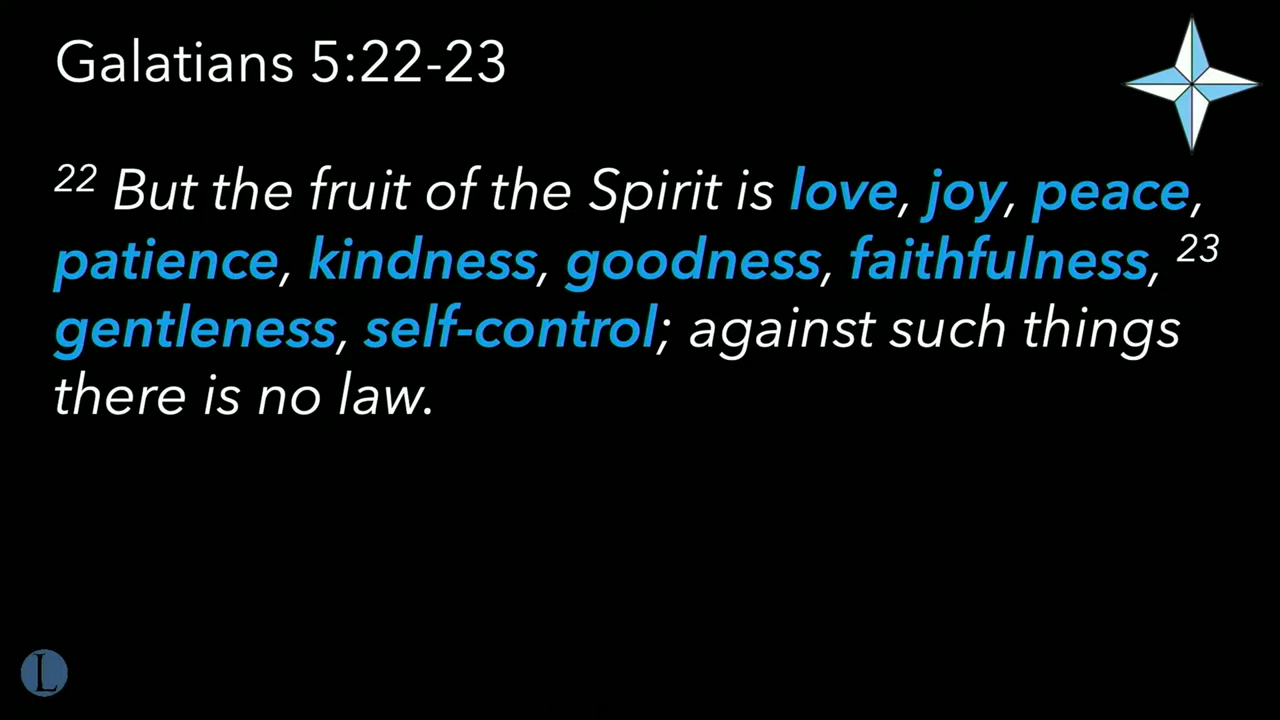 Galatians 5:22-23
22 But the fruit of the Spirit is love, joy, peace,
patience, kindness, goodness, faithfulness, 23
gentleness, self-control; against such things
there is no law.
L